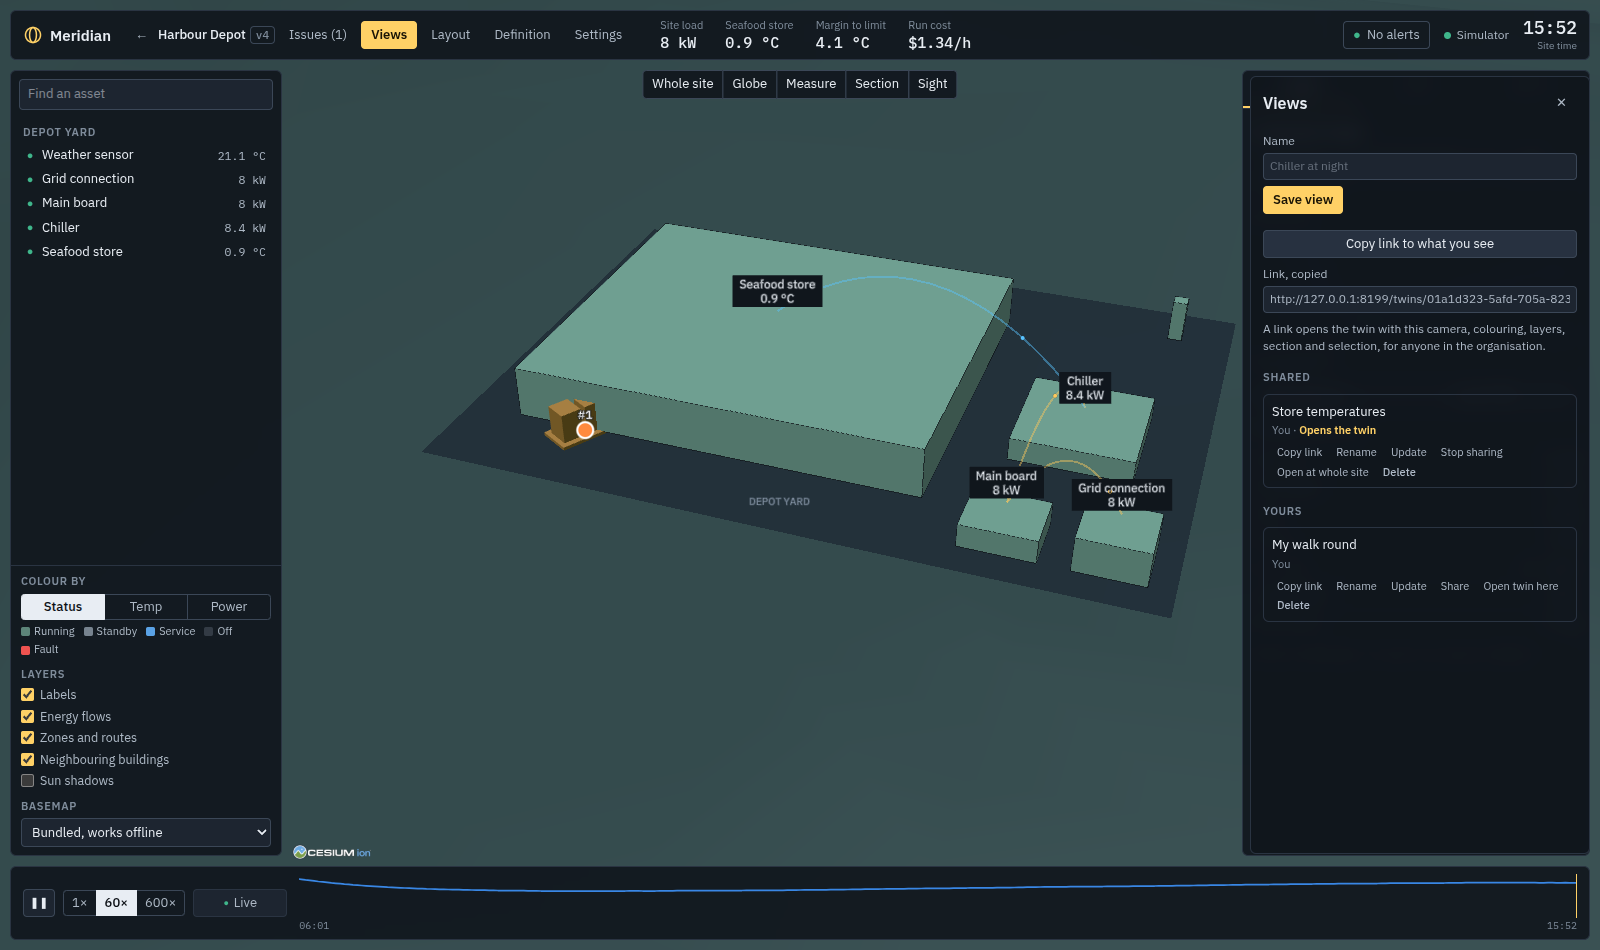 Meridian
← Harbour Depot v4
Issues (1)
Views
Layout
Definition
Settings
Site load
8 kW
Seafood store
0.9 °C
Margin to limit
4.1 °C
Run cost
$1.34/h
No alerts
Simulator
15:52
Site time
Find an asset
DEPOT YARD
Weather sensor 21.1 °C
Grid connection 8 kW
Main board 8 kW
Chiller 8.4 kW
Seafood store 0.9 °C
COLOUR BY
Status Temp Power
Running Standby Service Off
Fault
LAYERS
Labels
Energy flows
Zones and routes
Neighbouring buildings
Sun shadows
BASEMAP
Bundled, works offline
Whole site Globe Measure Section Sight
Seafood store
0.9 °C
#1
Chiller
8.4 kW
Main board
8 kW
Grid connection
8 kW
DEPOT YARD
CESIUM ion
Views ×
Name
Chiller at night
Save view
Copy link to what you see
Link, copied
http://127.0.0.1:8199/twins/01a1d323-5afd-705a-823
A link opens the twin with this camera, colouring, layers,
section and selection, for anyone in the organisation.
SHARED
Store temperatures
You · Opens the twin
Copy link Rename Update Stop sharing
Open at whole site Delete
YOURS
My walk round
You
Copy link Rename Update Share Open twin here
Delete
1× 60× 600×
Live
06:01
15:52